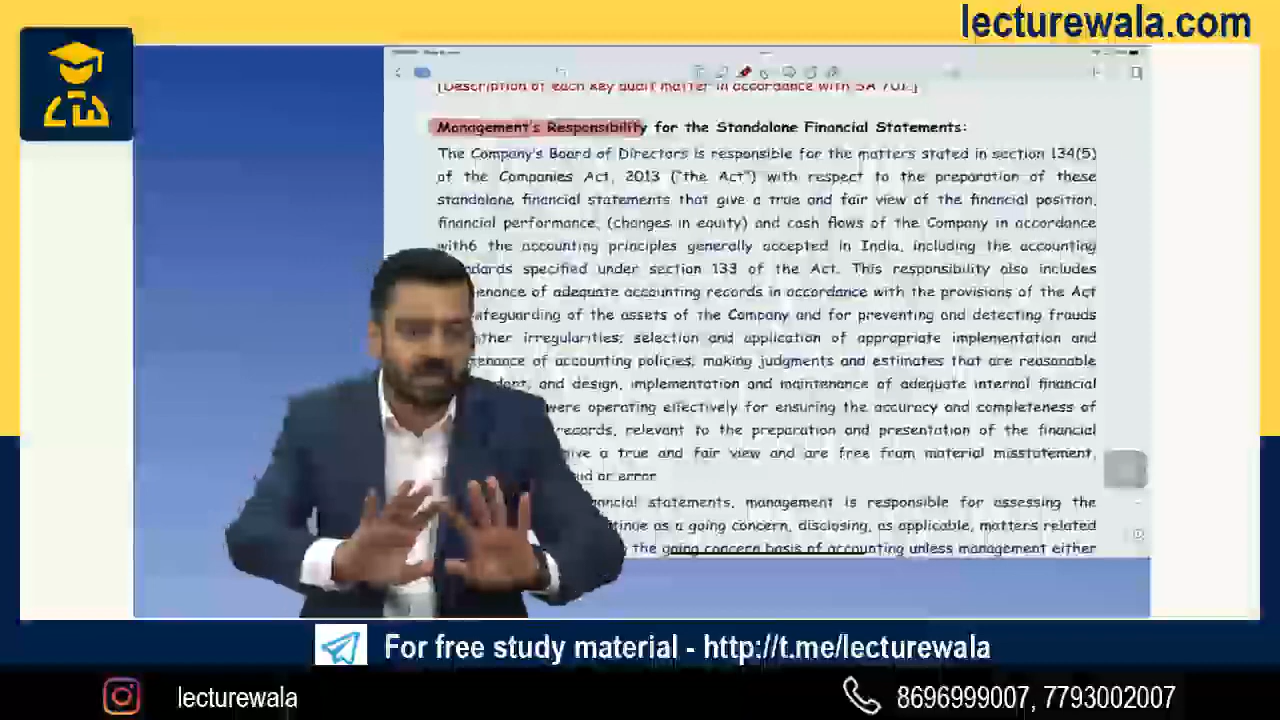 lecturewala.com
[Description of each key audit matter in accordance with SA 701.]
Management's Responsibility for the Standalone Financial Statements:
The Company's Board of Directors is responsible for the matters stated in section 134(5)
of the Companies Act, 2013 ("the Act") with respect to the preparation of these
standalone financial statements that give a true and fair view of the financial position,
financial performance, (changes in equity) and cash flows of the Company in accordance
with6 the accounting principles generally accepted in India, including the accounting
specified under section 133 of the Act. This responsibility also includes
of adequate accounting records in accordance with the provisions of the Act
of the assets of the Company and for preventing and detecting frauds
irregularities; selection and application of appropriate implementation and
of accounting policies; making judgments and estimates that are reasonable
and design, implementation and maintenance of adequate internal financial
were operating effectively for ensuring the accuracy and completeness of
records, relevant to the preparation and presentation of the financial
give a true and fair view and are free from material misstatement,
or error.
statements, management is responsible for assessing the
as a going concern, disclosing, as applicable, matters related
the going concern basis of accounting unless management either
For free study material - http://t.me/lecturewala
lecturewala
8696999007, 7793002007